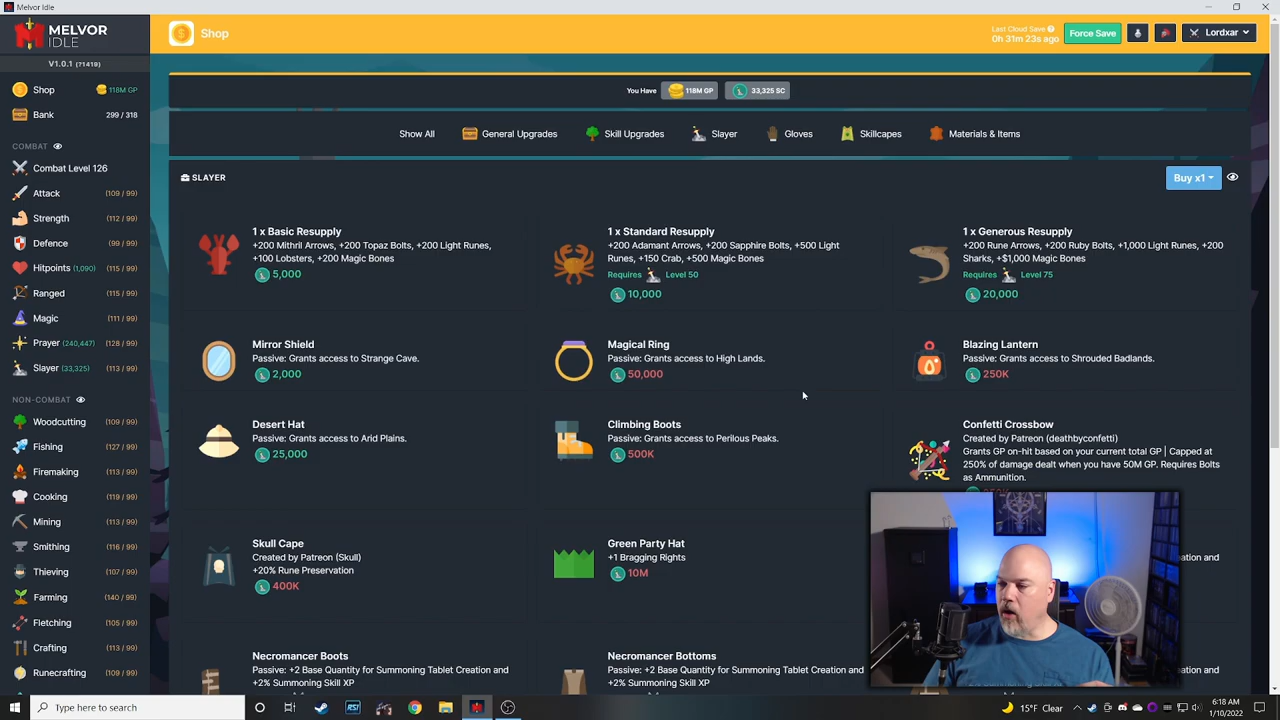 Melvor Idle
MELVOR
IDLE
V1.0.1 (?1419)
Shop
118M GP
Bank
299 / 318
COMBAT
Combat Level 126
Attack
(109 / 99)
Strength
(112 / 99)
Defence
(99 / 99)
Hitpoints (1,090)
(115 / 99)
Ranged
(115 / 99)
Magic
(111 / 99)
Prayer (240,447)
(128 / 99)
Slayer (33,325)
(113 / 99)
NON-COMBAT
Woodcutting
(113 / 99)
Fishing
(127 / 99)
Firemaking
(113 / 99)
Cooking
(119 / 99)
Mining
(113 / 99)
Smithing
(116 / 99)
Thieving
(107 / 99)
Farming
(140 / 99)
Fletching
(105 / 99)
Crafting
(113 / 99)
Runecrafting
(109 / 99)
Shop
Last Cloud Save
0h 31m 23s ago
Force Save
Lordxar
You Have
118M GP
33,325 SC
Show All
General Upgrades
Skill Upgrades
Slayer
Gloves
Skillcapes
Materials & Items
SLAYER
Buy x1
1 x Basic Resupply
+200 Mithril Arrows, +200 Topaz Bolts, +200 Light Runes,
+100 Lobsters, +200 Magic Bones
5,000
1 x Standard Resupply
+200 Adamant Arrows, +200 Sapphire Bolts, +500 Light
Runes, +150 Crab, +500 Magic Bones
Requires Level 50
10,000
1 x Generous Resupply
+200 Rune Arrows, +200 Ruby Bolts, +1,000 Light Runes, +200
Sharks, +$1,000 Magic Bones
Requires Level 75
20,000
Mirror Shield
Passive: Grants access to Strange Cave.
2,000
Magical Ring
Passive: Grants access to High Lands.
50,000
Blazing Lantern
Passive: Grants access to Shrouded Badlands.
250K
Desert Hat
Passive: Grants access to Arid Plains.
25,000
Climbing Boots
Passive: Grants access to Perilous Peaks.
500K
Confetti Crossbow
Created by Patreon (deathbyconfetti)
Grants GP on-hit based on your current total GP | Capped at
250% of damage dealt when you have 50M GP. Requires Bolts
as Ammunition.
Skull Cape
Created by Patreon (Skull)
+20% Rune Preservation
400K
Green Party Hat
+1 Bragging Rights
10M
ation and
Necromancer Boots
Passive: +2 Base Quantity for Summoning Tablet Creation and
+2% Summoning Skill XP
Necromancer Bottoms
Passive: +2 Base Quantity for Summoning Tablet Creation and
+2% Summoning Skill XP
ation and
Type here to search
RSI
15°F Clear
6:18 AM
1/10/2022